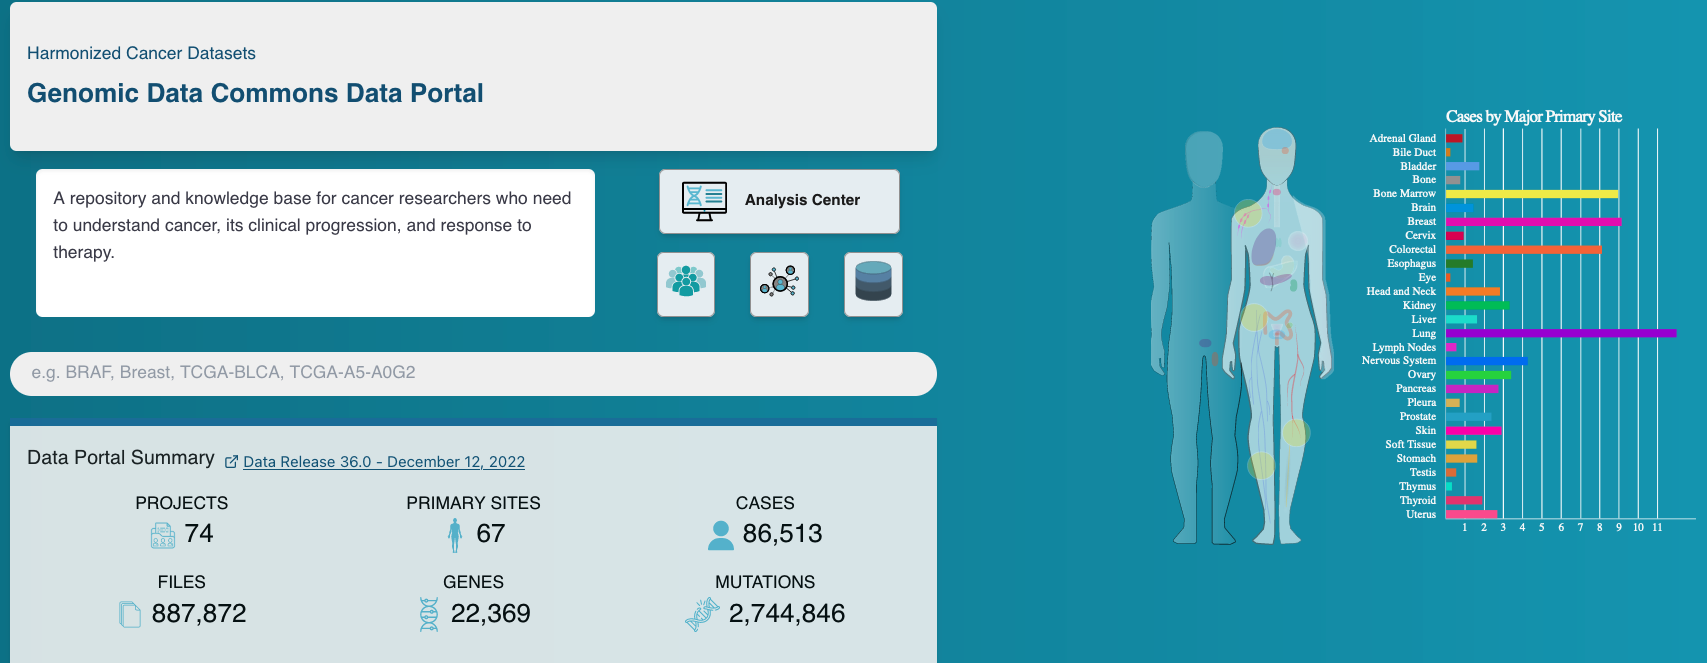 Harmonized Cancer Datasets
Genomic Data Commons Data Portal
A repository and knowledge base for cancer researchers who need
to understand cancer, its clinical progression, and response to
therapy.
Analysis Center
e.g. BRAF, Breast, TCGA-BLCA, TCGA-A5-A0G2
Data Portal Summary Data Release 36.0 - December 12, 2022
PROJECTS PRIMARY SITES CASES
74 67 86,513
FILES GENES MUTATIONS
887,872 22,369 2,744,846
Cases by Major Primary Site
Adrenal Gland
Bile Duct
Bladder
Bone
Bone Marrow
Brain
Breast
Cervix
Colorectal
Esophagus
Eye
Head and Neck
Kidney
Liver
Lung
Lymph Nodes
Nervous System
Ovary
Pancreas
Pleura
Prostate
Skin
Soft Tissue
Stomach
Testis
Thymus
Thyroid
Uterus
1 2 3 4 5 6 7 8 9 10 11